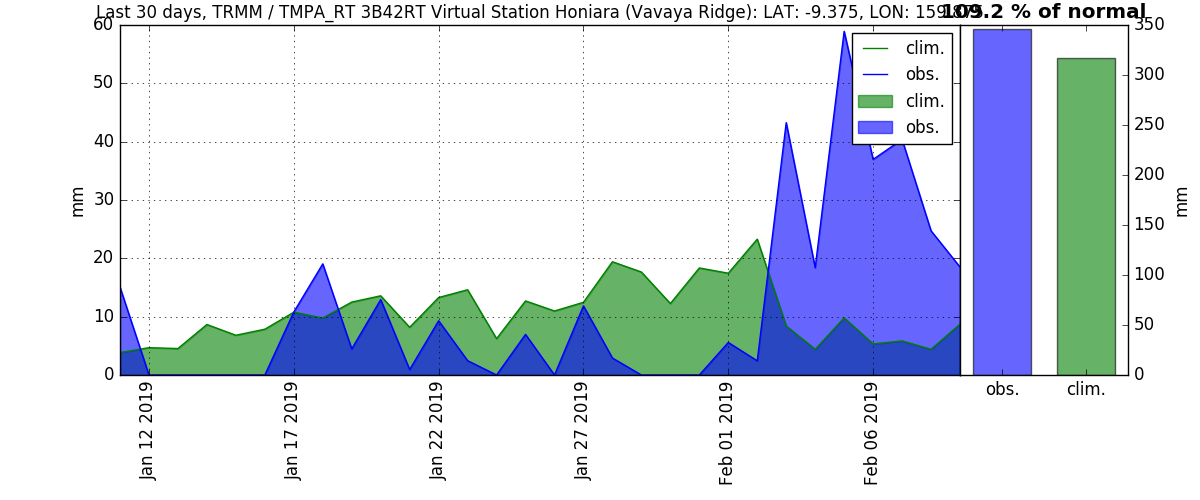 Last 30 days, TRMM / TMPA_RT 3B42RT Virtual Station Honiara (Vavaya Ridge): LAT: -9.375, LON:
109.2 % of normal
60
50
40
30
20
10
0
mm
clim.
obs.
clim.
obs.
Jan 12 2019
Jan 17 2019
Jan 22 2019
Jan 27 2019
Feb 01 2019
Feb 06 2019
350
300
250
200
150
100
50
0
mm
obs.
clim.